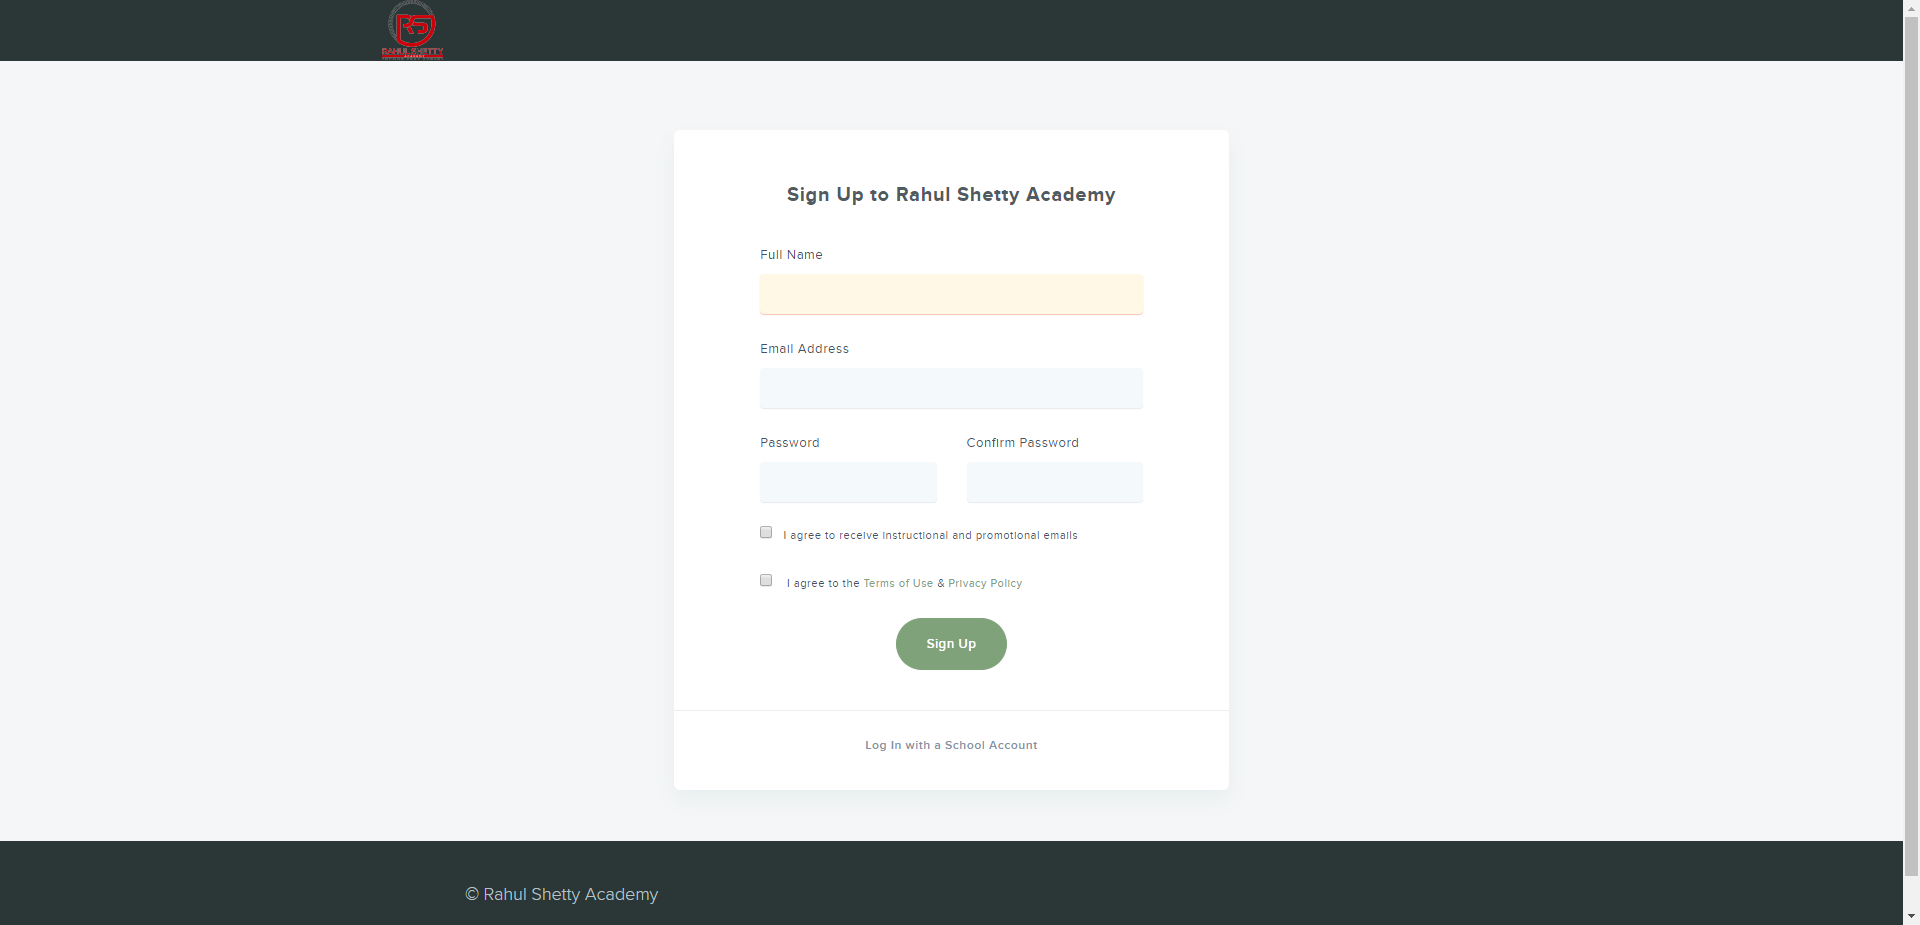 RS
RAHUL SHETTY
Sign Up to Rahul Shetty Academy
Full Name
Email Address
Password Confirm Password
I agree to receive instructional and promotional emails
I agree to the Terms of Use & Privacy Policy
Sign Up
Log In with a School Account
© Rahul Shetty Academy